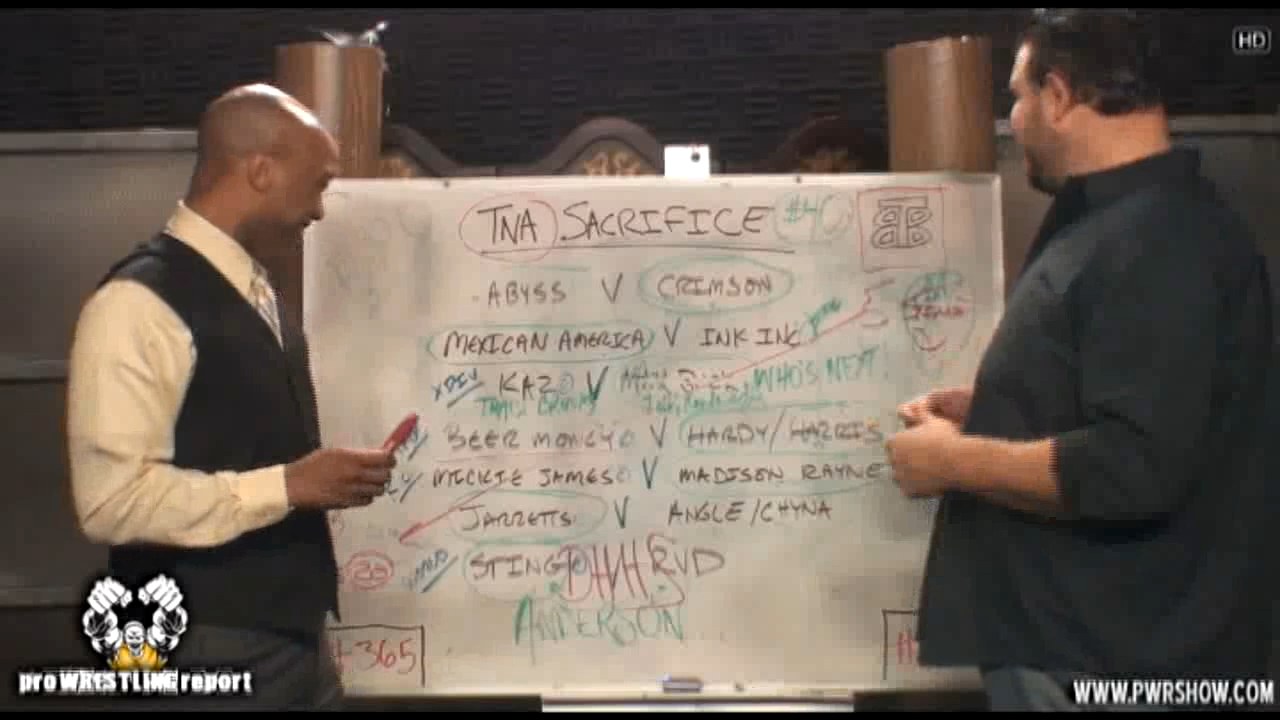 HD
TNA SACRIFICE #40
ABYSS V CRIMSON
MEXICAN AMERICA V INK INC
XDIV KAZ V WHO'S NEXT?
BEER MONEY V HARDY/HARRIS
MICKIE JAMES V MADISON RAYNE
JARRETTS V ANGLE/CHYNA
STING RVD
ANDERSON
365
pro WRESTLING report
WWW.PWRSHOW.COM